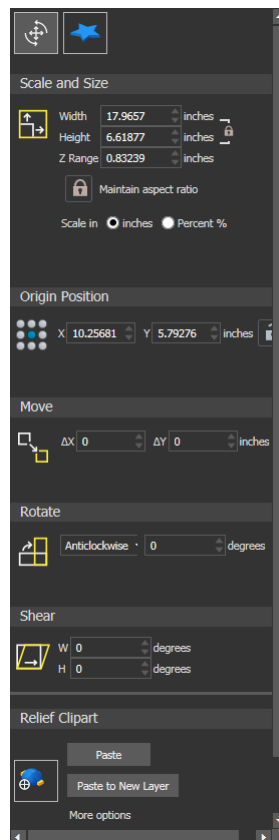 Scale and Size
Width 17.9657 inches
Height 6.61877 inches
Z Range 0.83239 inches
Maintain aspect ratio
Scale in inches Percent %
Origin Position
X 10.25681 Y 5.79276 inches
Move
ΔX 0 ΔY 0 inches
Rotate
Anticlockwise 0 degrees
Shear
W 0 degrees
H 0 degrees
Relief Clipart
Paste
Paste to New Layer
More options